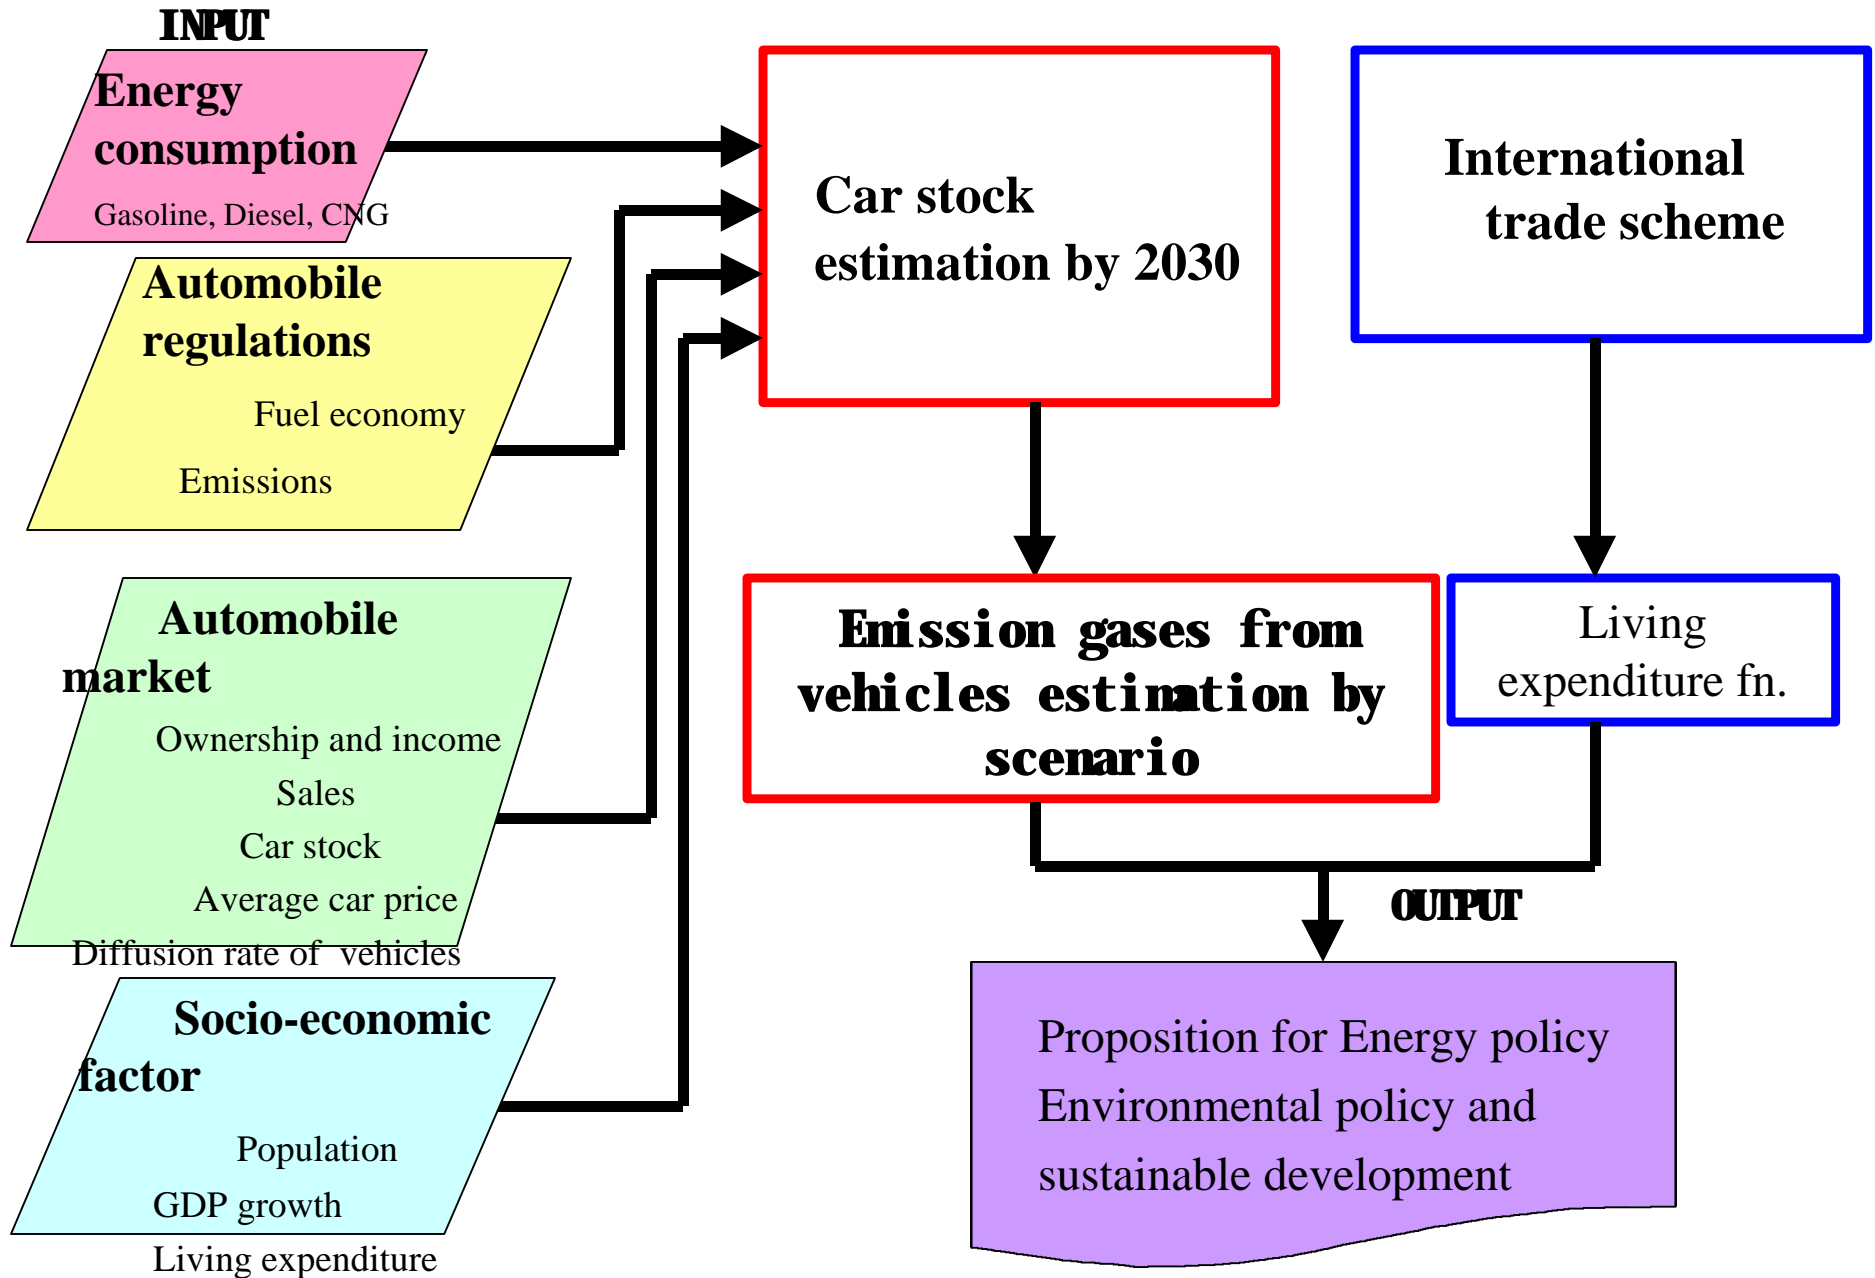 INPUT
Energy
consumption
Gasoline, Diesel, CNG
Automobile
regulations
Fuel economy
Emissions
Automobile
market
Ownership and income
Sales
Car stock
Average car price
Diffusion rate of vehicles
Socio-economic
factor
Population
GDP growth
Living expenditure
Car stock
estimation by 2030
International
trade scheme
Emission gases from
vehicles estimation by
scenario
Living
expenditure fn.
OUTPUT
Proposition for Energy policy
Environmental policy and
sustainable development